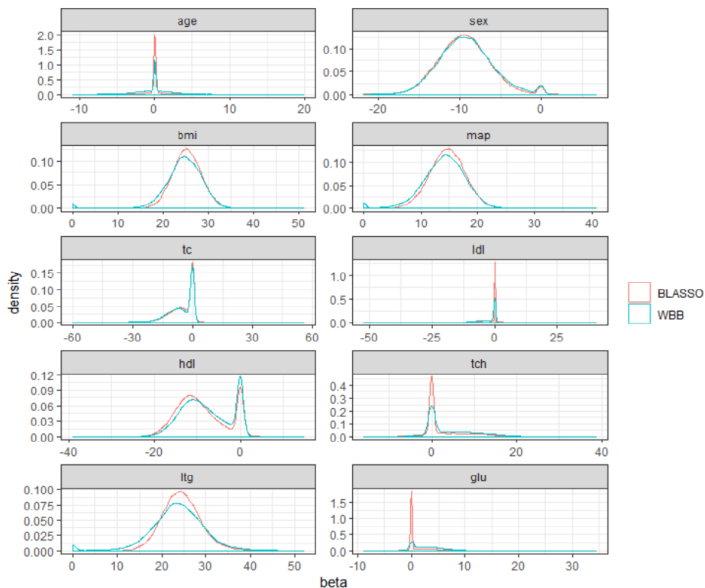 age
2.0
1.5
1.0
0.5
0.0
-10 0 10 20
sex
0.10
0.05
0.00
-20 -10 0
bmi
0.10
0.05
0.00
0 10 20 30 40 50
map
0.10
0.05
0.00
0 10 20 30 40
tc
0.15
0.10
0.05
0.00
-60 -30 0 30 60
ldl
1.0
0.5
0.0
-50 -25 0 25
hdl
0.12
0.09
0.06
0.03
0.00
-40 -20 0
tch
0.4
0.3
0.2
0.1
0.0
0 20 40
ltg
0.100
0.075
0.050
0.025
0.000
0 10 20 30 40 50
glu
1.5
1.0
0.5
0.0
-10 0 10 20 30
density
beta
BLASSO
WBB